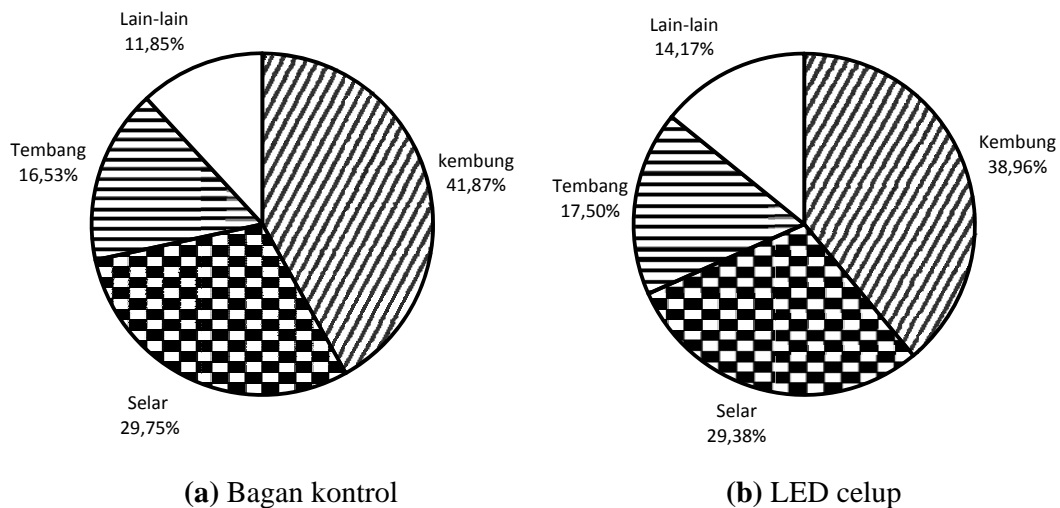 Lain-lain
11,85%
Tembang
16,53%
kembung
41,87%
Selar
29,75%
(a) Bagan kontrol
Lain-lain
14,17%
Kembung
38,96%
Tembang
17,50%
Selar
29,38%
(b) LED celup